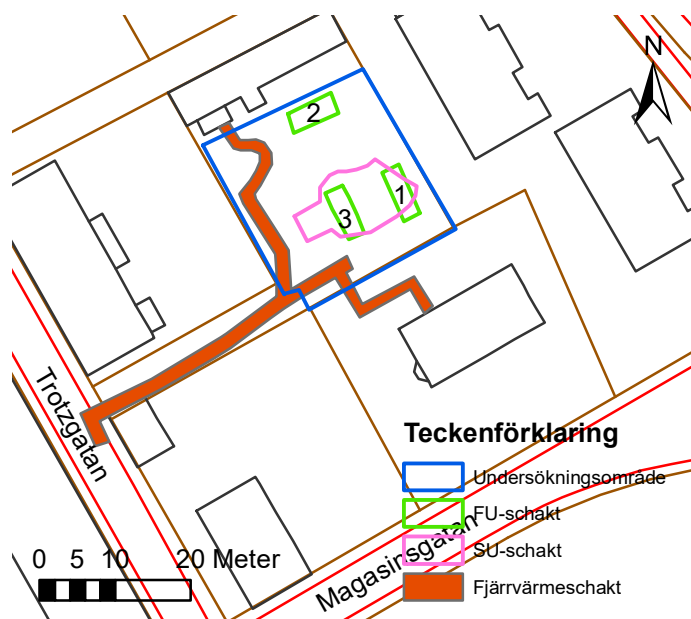 N
2
1
3
Trotzgatan
Teckenförklaring
Undersökningsområde
FU-schakt
SU-schakt
Fjärrvärmeschakt
Magasinsgatan
0 5 10 20 Meter